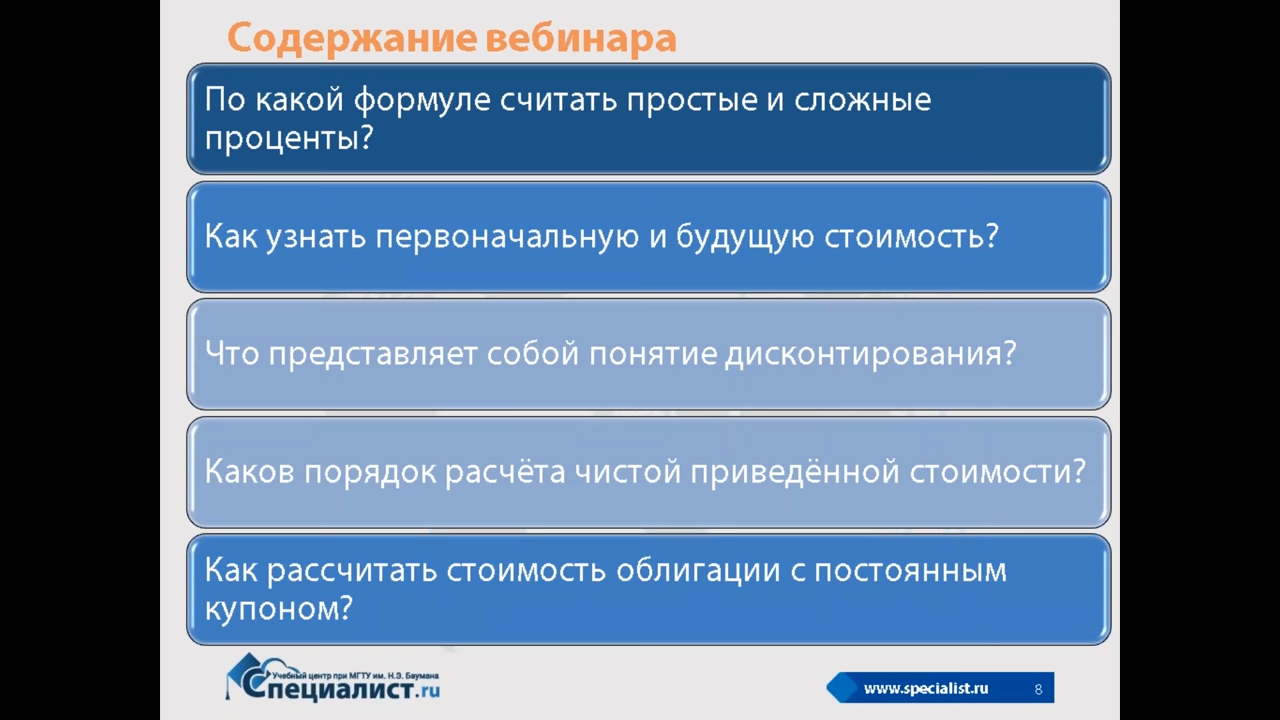 Содержание вебинара
По какой формуле считать простые и сложные
проценты?
Как узнать первоначальную и будущую стоимость?
Что представляет собой понятие дисконтирования?
Каков порядок расчёта чистой приведённой стоимости?
Как рассчитать стоимость облигации с постоянным
купоном?
Учебный центр при МГТУ им. Н.Э. Баумана
Специалист.ru
www.specialist.ru 8